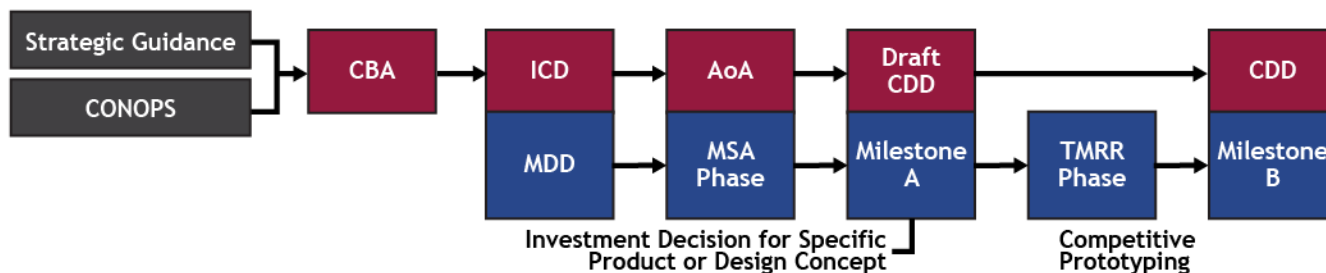 Strategic Guidance
CONOPS
CBA
ICD
AoA
Draft
CDD
CDD
MDD
MSA
Phase
Milestone
A
TMRR
Phase
Milestone
B
Investment Decision for Specific
Product or Design Concept
Competitive
Prototyping